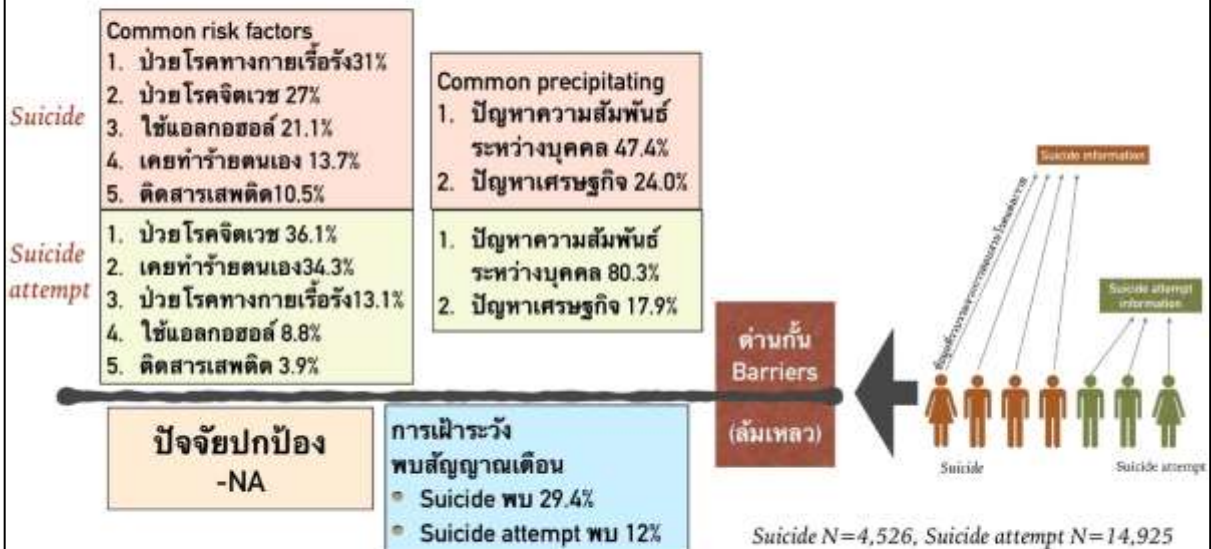 Suicide
Common risk factors
1. ป่วยโรคทางกายเรื้อรัง31%
2. ป่วยโรคจิตเวช 27%
3. ใช้แอลกอฮอล์ 21.1%
4. เคยทำร้ายตนเอง 13.7%
5. ติดสารเสพติด10.5%
Common precipitating
1. ปัญหาความสัมพันธ์
ระหว่างบุคคล 47.4%
2. ปัญหาเศรษฐกิจ 24.0%
Suicide
attempt
1. ป่วยโรคจิตเวช 36.1%
2. เคยทำร้ายตนเอง34.3%
3. ป่วยโรคทางกายเรื้อรัง13.1%
4. ใช้แอลกอฮอล์ 8.8%
5. ติดสารเสพติด 3.9%
1. ปัญหาความสัมพันธ์
ระหว่างบุคคล 80.3%
2. ปัญหาเศรษฐกิจ 17.9%
ด่านกั้น
Barriers
(ล้มเหลว)
ปัจจัยปกป้อง
-NA
การเฝ้าระวัง
พบสัญญาณเตือน
• Suicide พบ 29.4%
• Suicide attempt พบ 12%
Suicide information
Suicide attempt
information
Suicide
Suicide attempt
Suicide N=4,526, Suicide attempt N=14,925